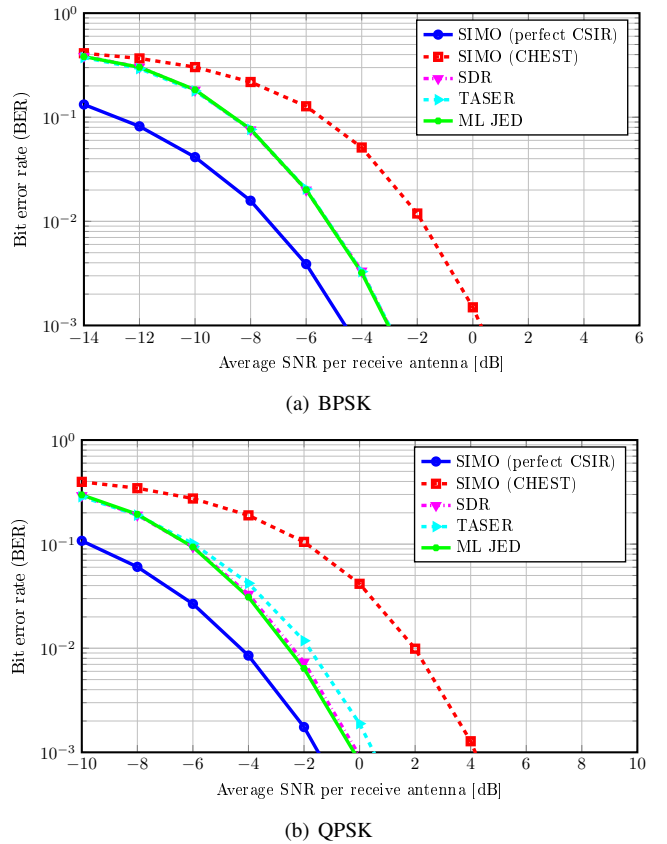 10^0
10^-1
10^-2
10^-3
Bit error rate (BER)
SIMO (perfect CSIR)
SIMO (CHEST)
SDR
TASER
ML JED
−14 −12 −10 −8 −6 −4 −2 0 2 4 6
Average SNR per receive antenna [dB]
(a) BPSK
10^0
10^-1
10^-2
10^-3
Bit error rate (BER)
SIMO (perfect CSIR)
SIMO (CHEST)
SDR
TASER
ML JED
−10 −8 −6 −4 −2 0 2 4 6 8 10
Average SNR per receive antenna [dB]
(b) QPSK